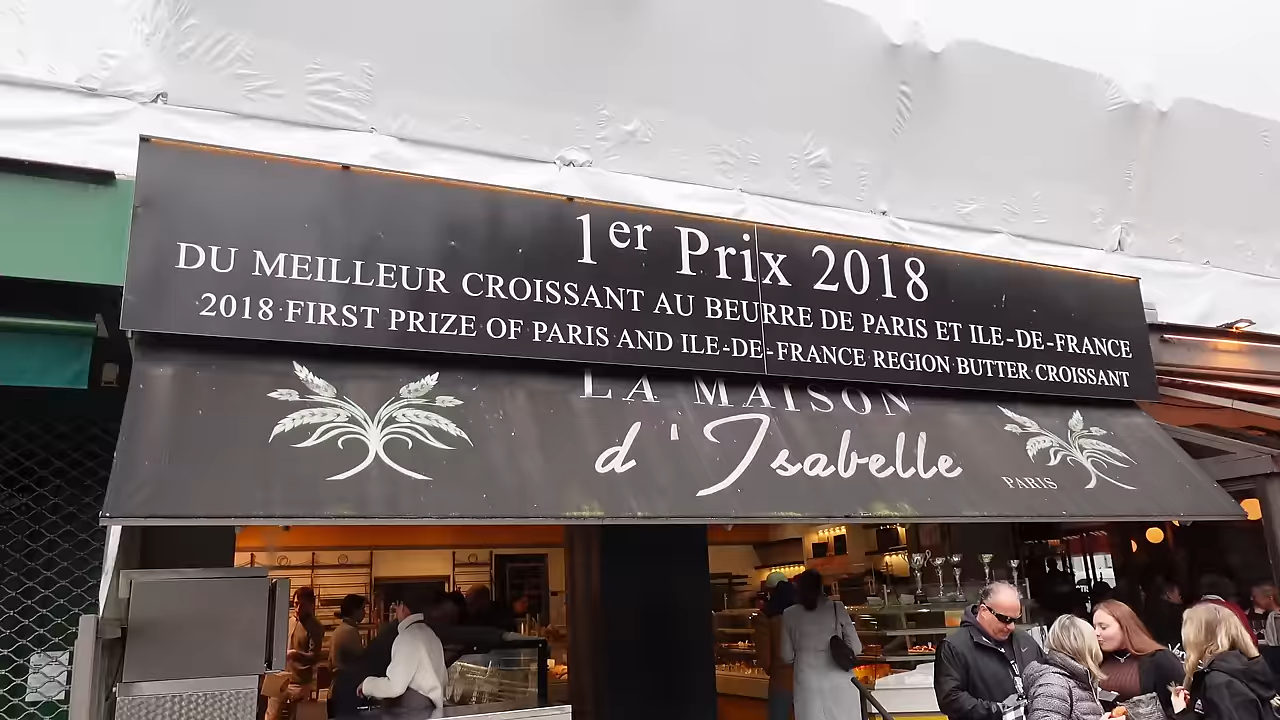 1er Prix 2018
DU MEILLEUR CROISSANT AU BEURRE DE PARIS ET ILE-DE-FRANCE
2018 FIRST PRIZE OF PARIS AND ILE-DE-FRANCE REGION BUTTER CROISSANT
LA MAISON
d'Isabelle
PARIS